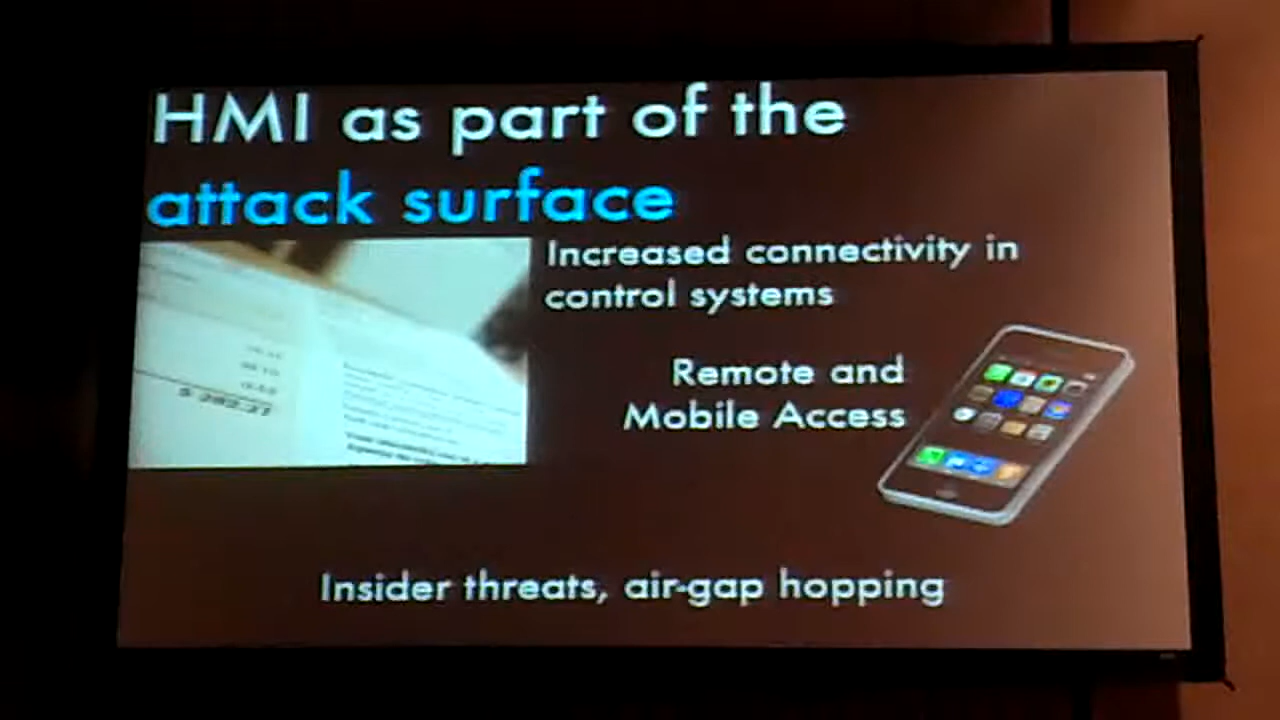 HMI as part of the
attack surface
Increased connectivity in
control systems
Remote and
Mobile Access
Insider threats, air-gap hopping